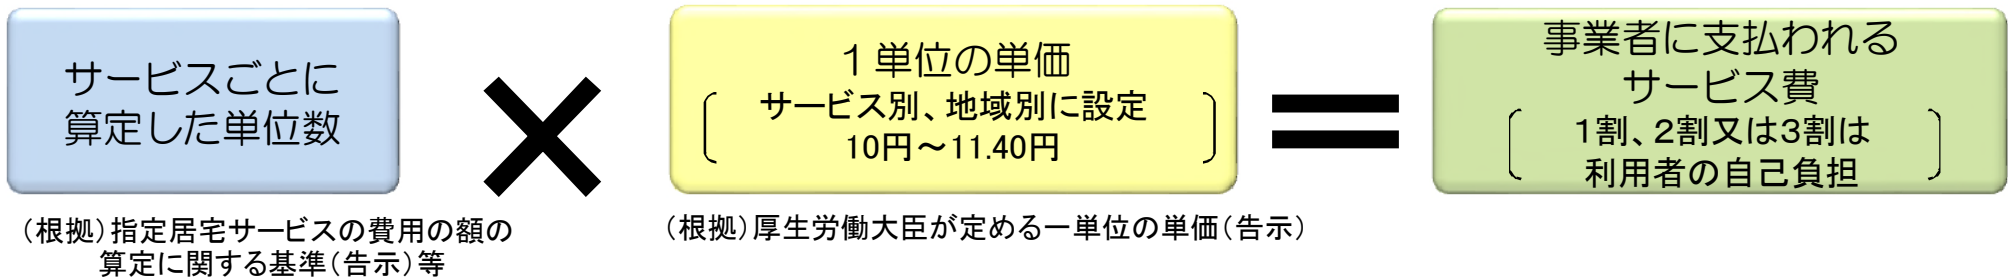 サービスごとに
算定した単位数
×
１単位の単価
サービス別、地域別に設定
10円～11.40円
＝
事業者に支払われる
サービス費
１割、２割又は３割は
利用者の自己負担
（根拠）指定居宅サービスの費用の額の
算定に関する基準（告示）等
（根拠）厚生労働大臣が定める一単位の単価（告示）